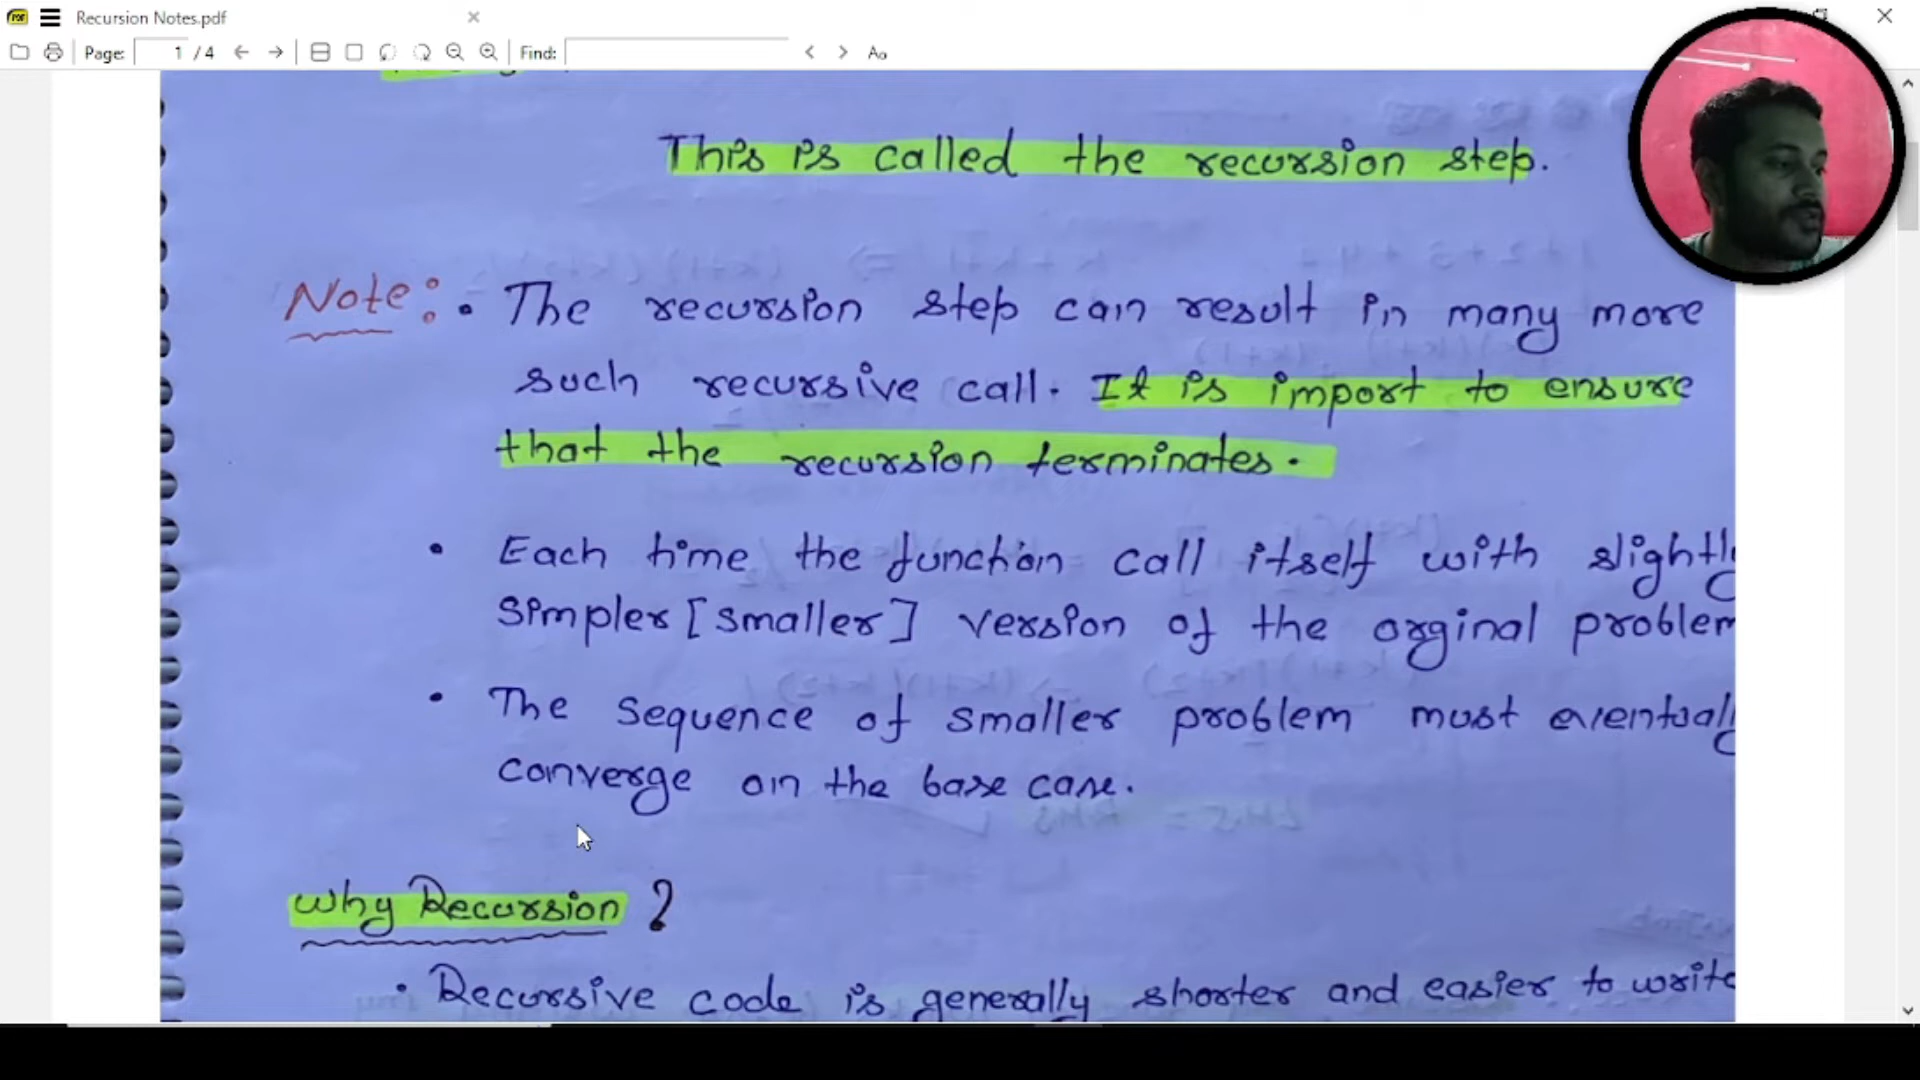 Recursion Notes.pdf
Page: 1 / 4 Find:
This is called the recursion step.
Note: • The recursion step can result in many more
such recursive call. It is import to ensure
that the recursion terminates.
• Each time the function call itself with slightly
simpler [smaller] version of the orginal problem
• The sequence of smaller problem must eventually
converge on the base case.
Why Recursion ?
• Recursive code is generally shorter and easier to write